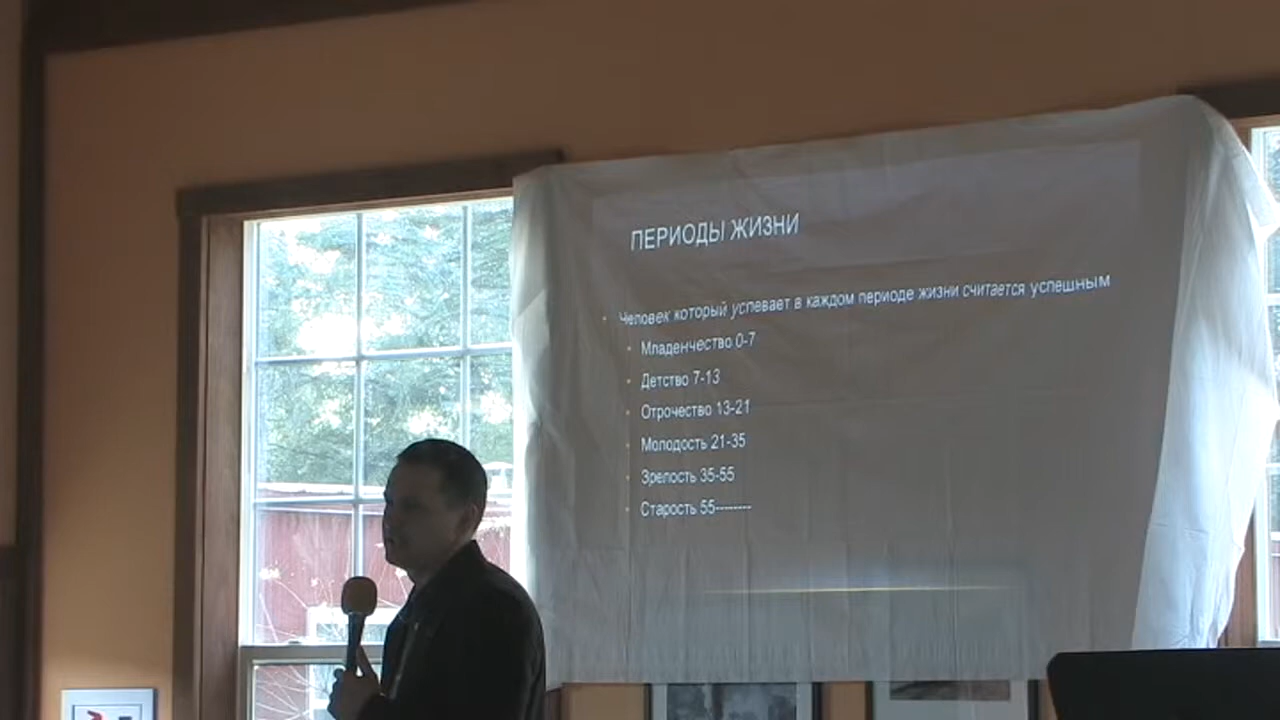 ПЕРИОДЫ ЖИЗНИ
Человек который успевает в каждом периоде жизни считается успешным
Младенчество 0-7
Детство 7-13
Отрочество 13-21
Молодость 21-35
Зрелость 35-55
Старость 55--------